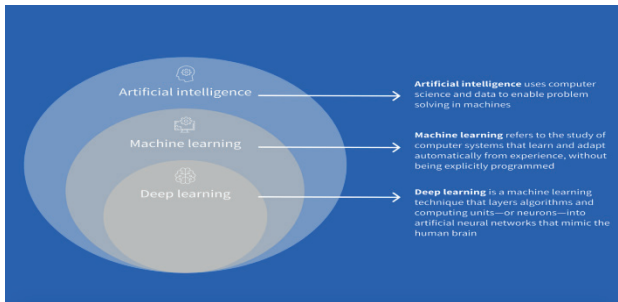 Artificial intelligence
Machine learning
Deep learning
Artificial intelligence uses computer
science and data to enable problem
solving in machines
Machine learning refers to the study of
computer systems that learn and adapt
automatically from experience, without
being explicitly programmed
Deep learning is a machine learning
technique that layers algorithms and
computing units—or neurons—into
artificial neural networks that mimic the
human brain